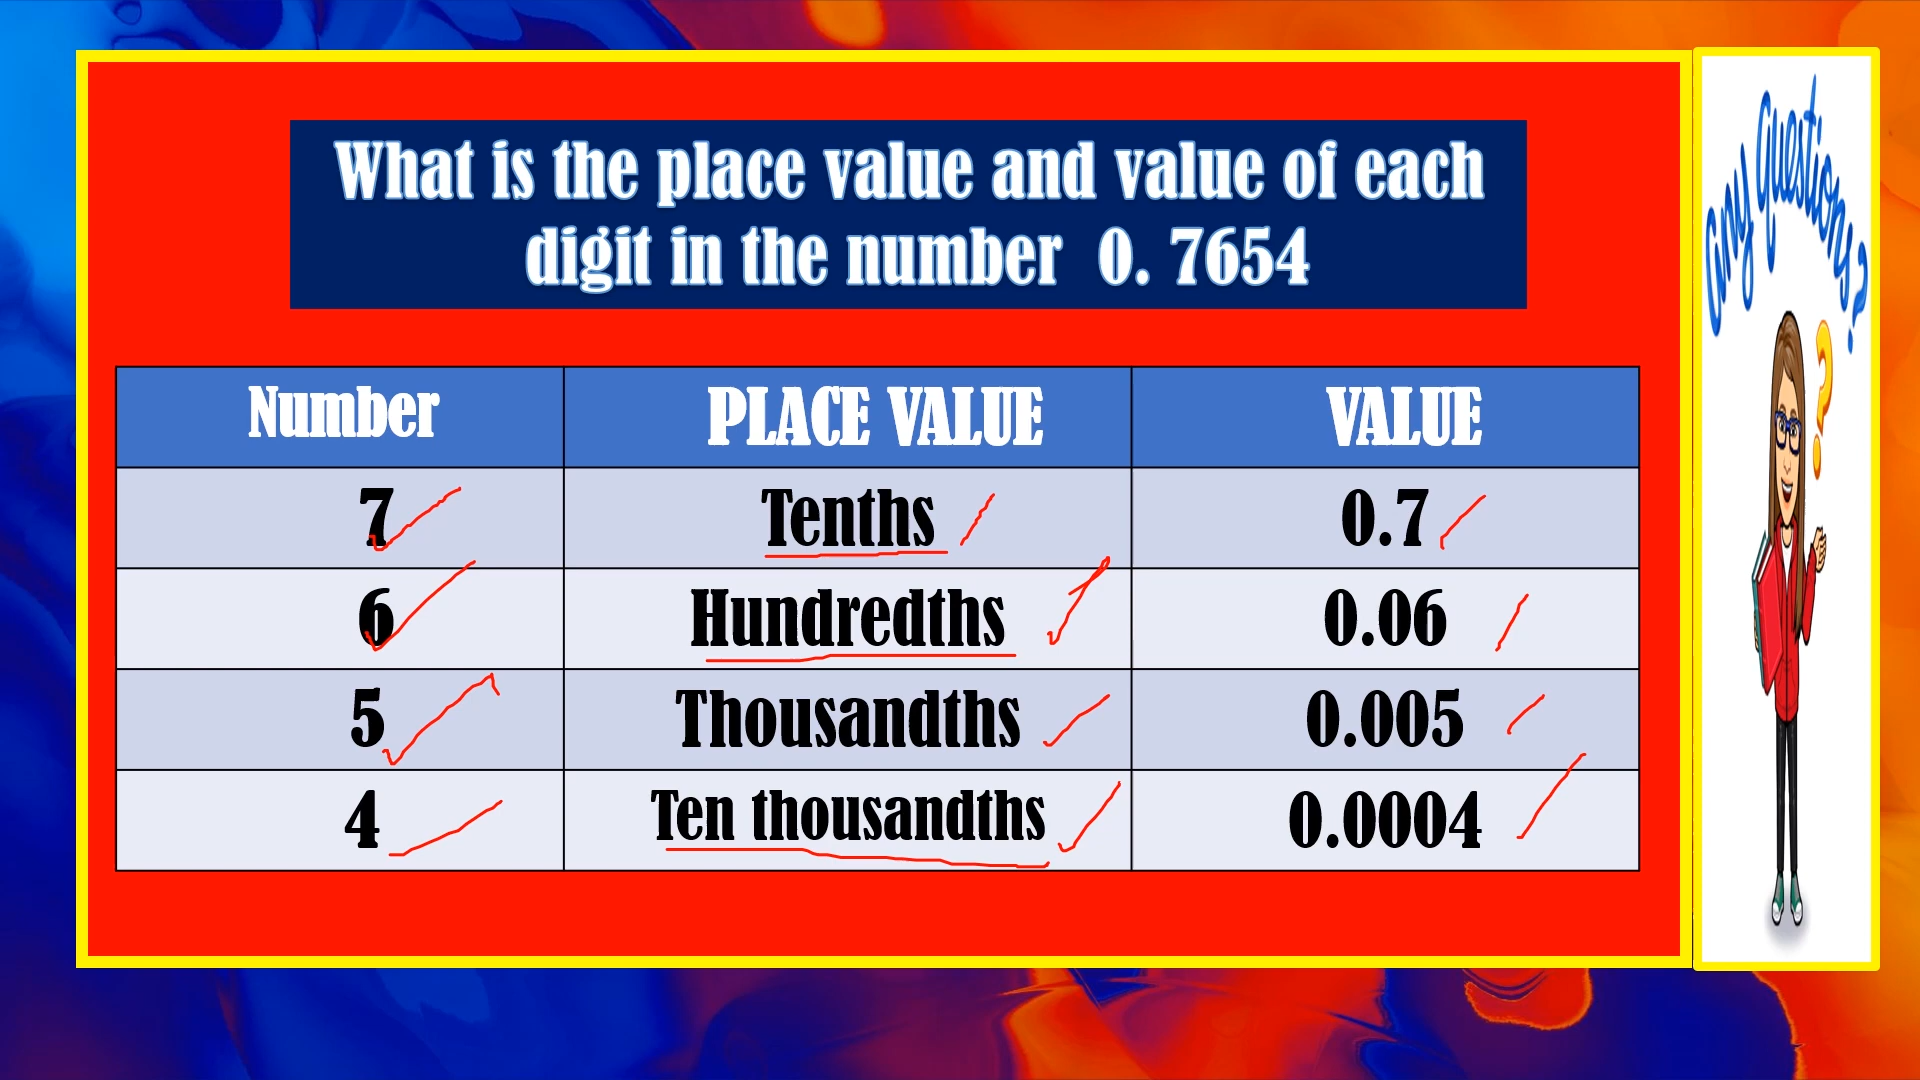 What is the place value and value of each
digit in the number 0. 7654
Any Questions?
Number PLACE VALUE VALUE
7 Tenths 0.7
6 Hundredths 0.06
5 Thousandths 0.005
4 Ten thousandths 0.0004